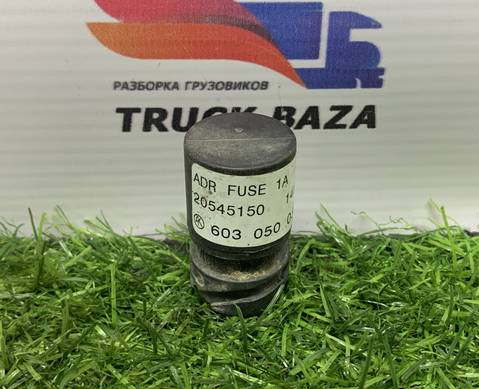 РАЗБОРКА ГРУЗОВИКОВ
TRUCK BAZA
ADR FUSE 1A
20545150
603 050